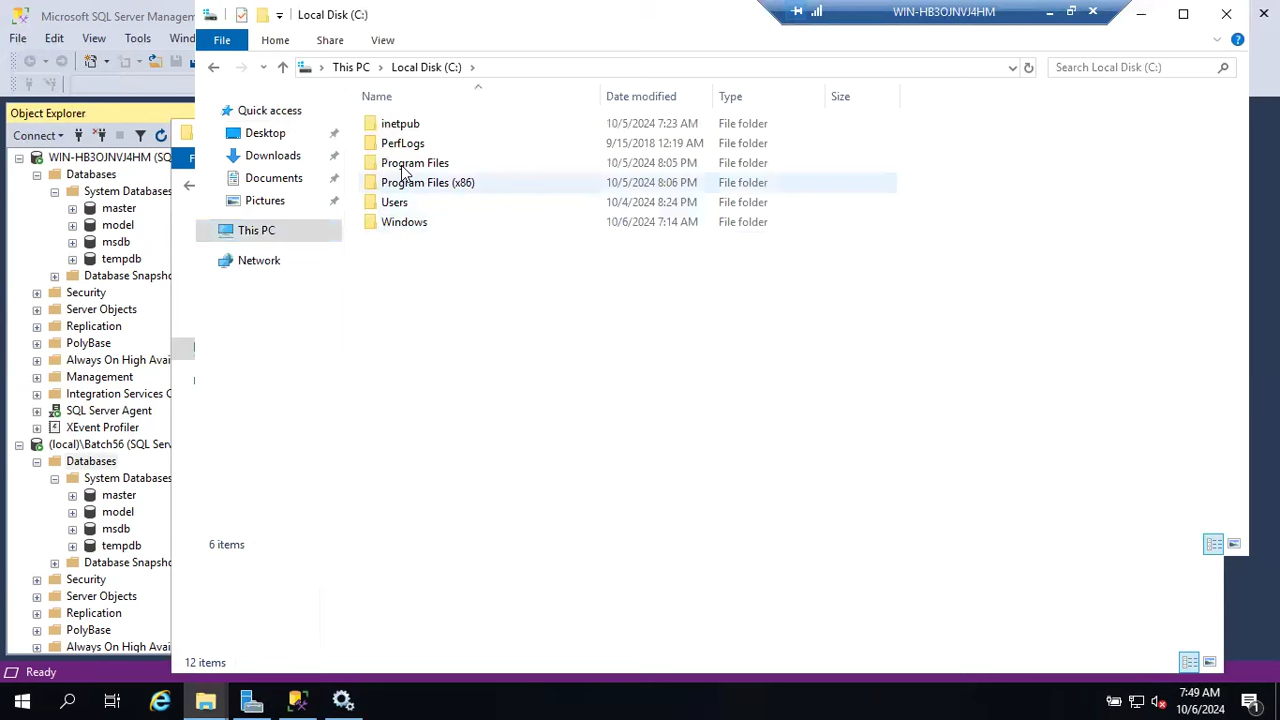 SQL Server Mana
File Edit View
Object Explorer
Connect
WIN-HB3OJNVJ4HM (SQL Ser
Databases
System Databases
master
model
msdb
tempdb
Database Snapsho
Security
Server Objects
Replication
PolyBase
Always On High Avai
Management
Integration Services C
SQL Server Agent
XEvent Profiler
(local)\Batch56 (SQL Serv
Databases
System Databases
master
model
msdb
tempdb
Database Snapsho
Security
Server Objects
Replication
PolyBase
Always On High Avai
Ready
Local Disk (C:)
WIN-HB3OJNVJ4HM
File Home Share View
This PC Local Disk (C:)
Search Local Disk (C:)
Quick access
Desktop
Downloads
Documents
Pictures
This PC
Network
Name Date modified Type Size
inetpub 10/5/2024 7:23 AM File folder
PerfLogs 9/15/2018 12:19 AM File folder
Program Files 10/5/2024 8:05 PM File folder
Program Files (x86) 10/5/2024 8:06 PM File folder
Users 10/4/2024 8:24 PM File folder
Windows 10/6/2024 7:14 AM File folder
6 items
12 items
7:49 AM
10/6/2024
1